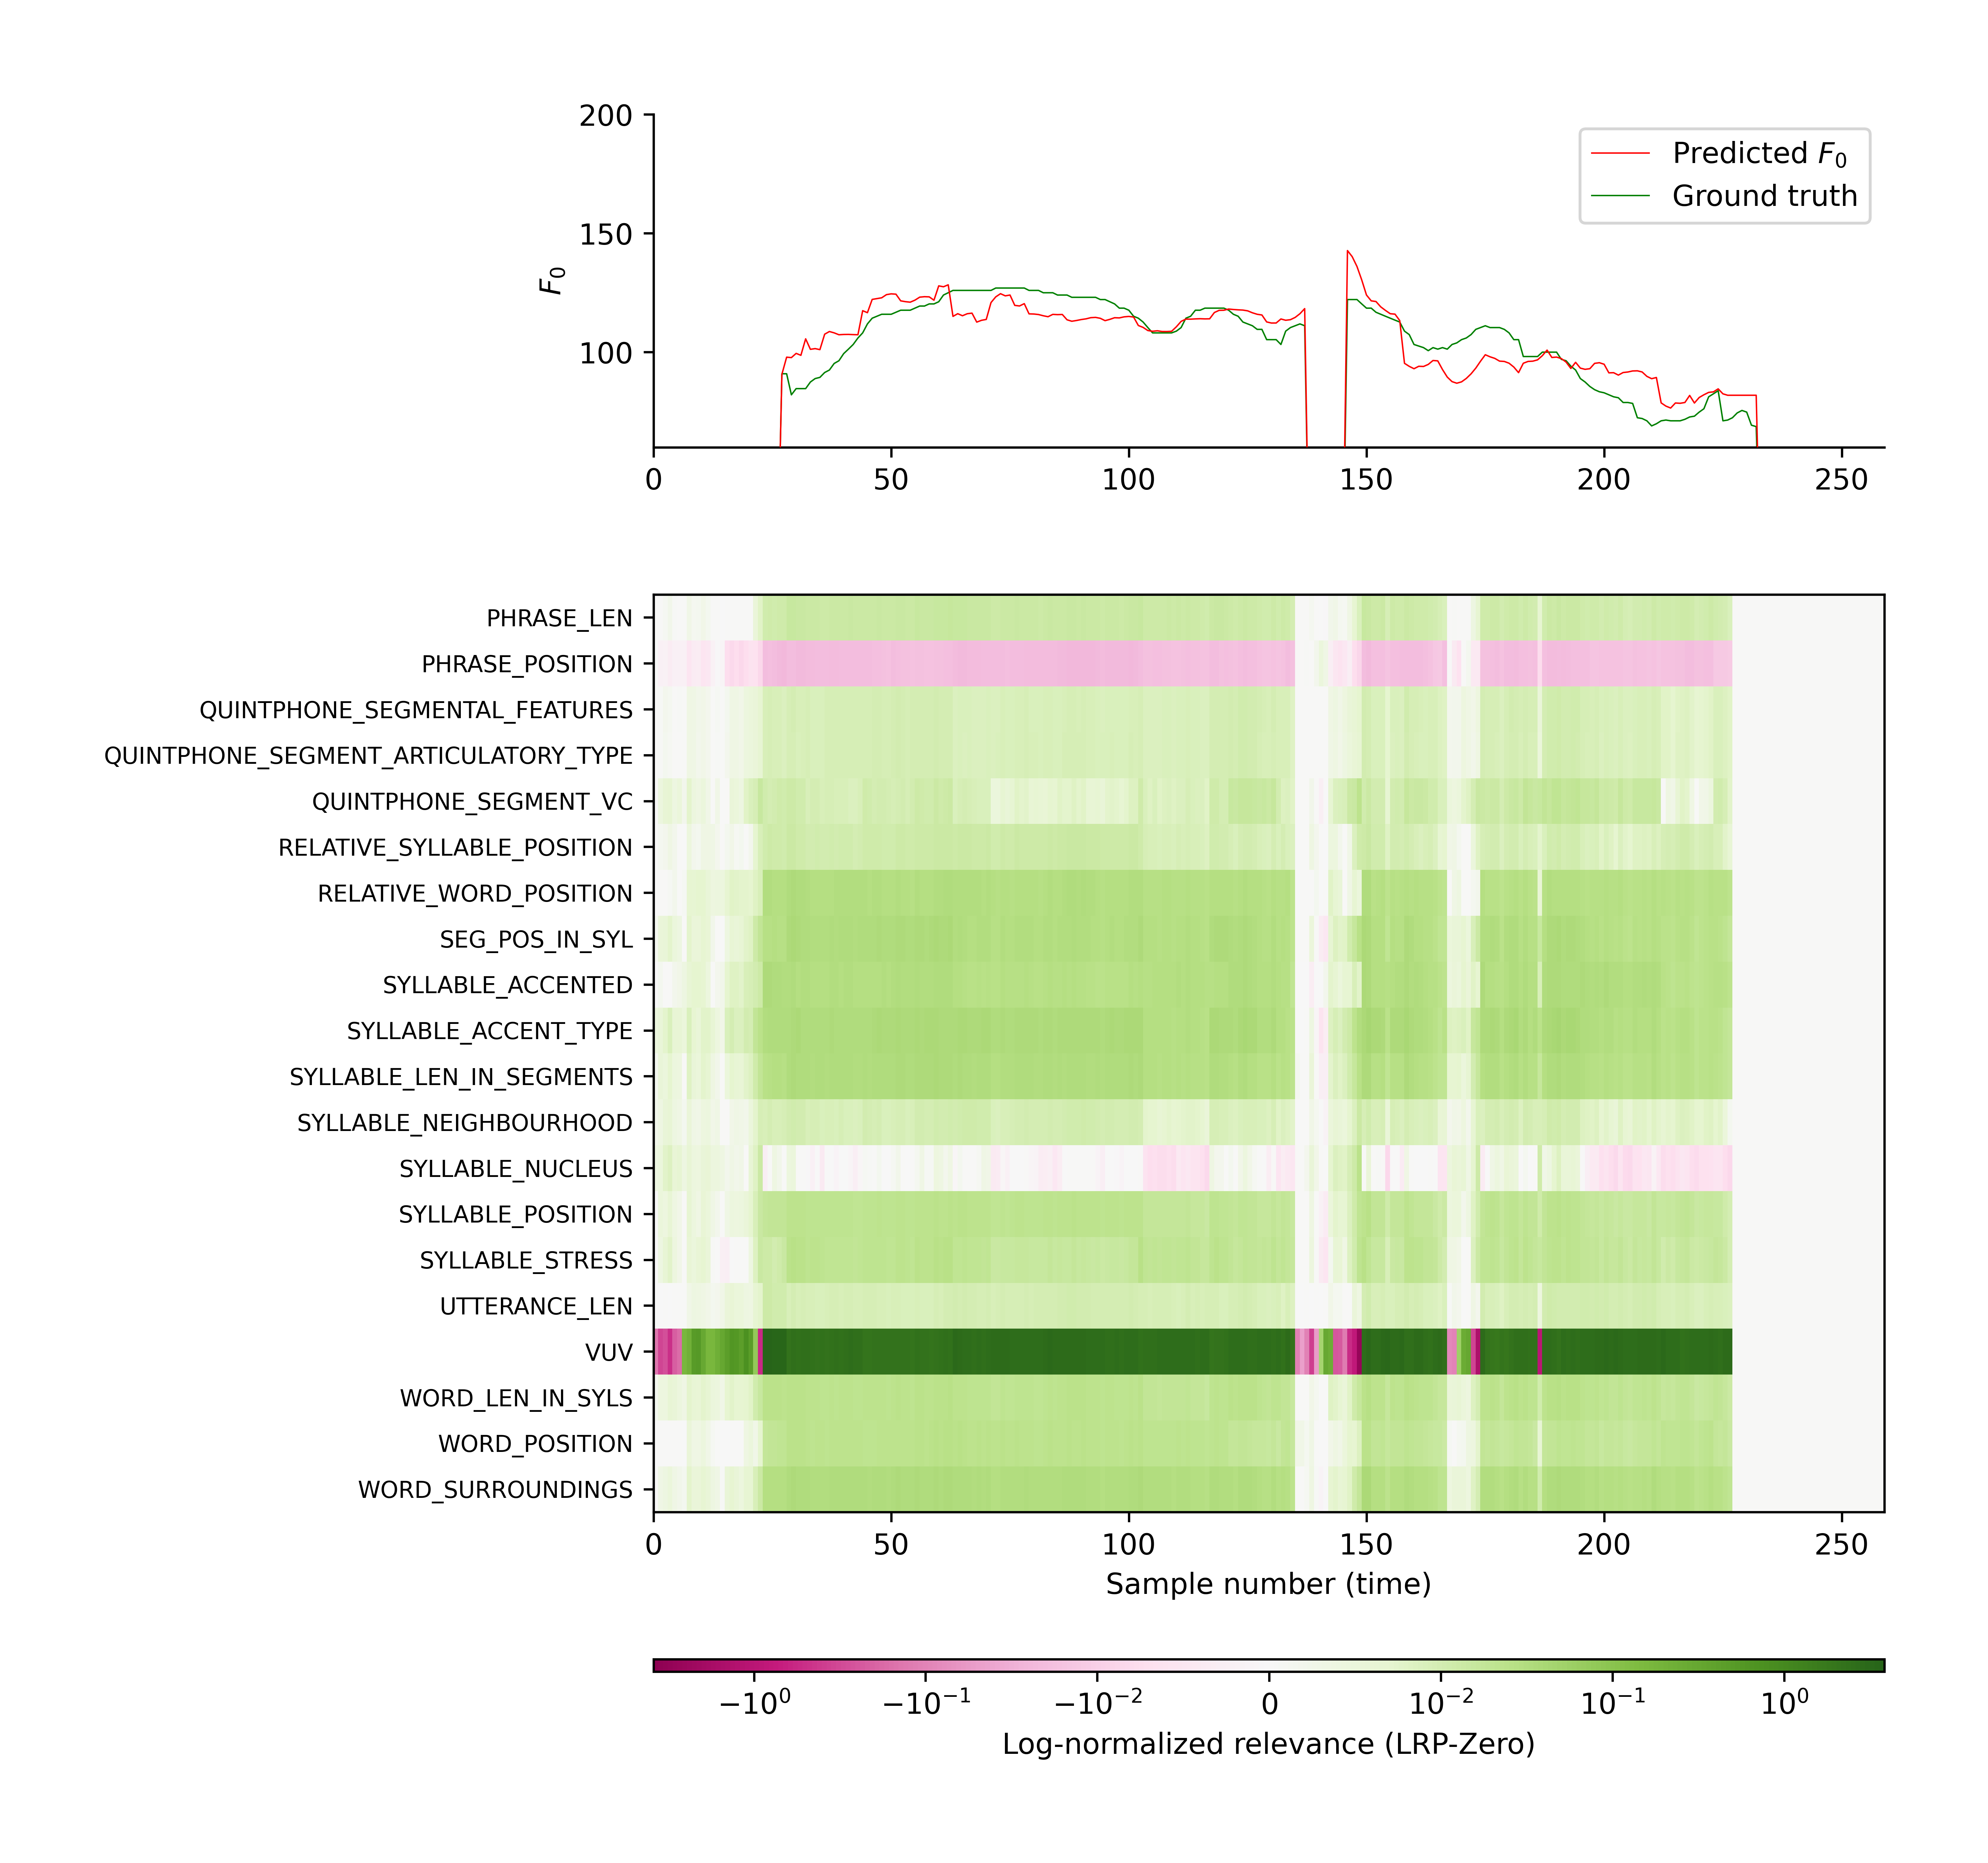 200
150
100
F₀
Predicted F₀
Ground truth
0 50 100 150 200 250
PHRASE_LEN
PHRASE_POSITION
QUINTPHONE_SEGMENTAL_FEATURES
QUINTPHONE_SEGMENT_ARTICULATORY_TYPE
QUINTPHONE_SEGMENT_VC
RELATIVE_SYLLABLE_POSITION
RELATIVE_WORD_POSITION
SEG_POS_IN_SYL
SYLLABLE_ACCENTED
SYLLABLE_ACCENT_TYPE
SYLLABLE_LEN_IN_SEGMENTS
SYLLABLE_NEIGHBOURHOOD
SYLLABLE_NUCLEUS
SYLLABLE_POSITION
SYLLABLE_STRESS
UTTERANCE_LEN
VUV
WORD_LEN_IN_SYLS
WORD_POSITION
WORD_SURROUNDINGS
0 50 100 150 200 250
Sample number (time)
−10⁰ −10⁻¹ −10⁻² 0 10⁻² 10⁻¹ 10⁰
Log-normalized relevance (LRP-Zero)